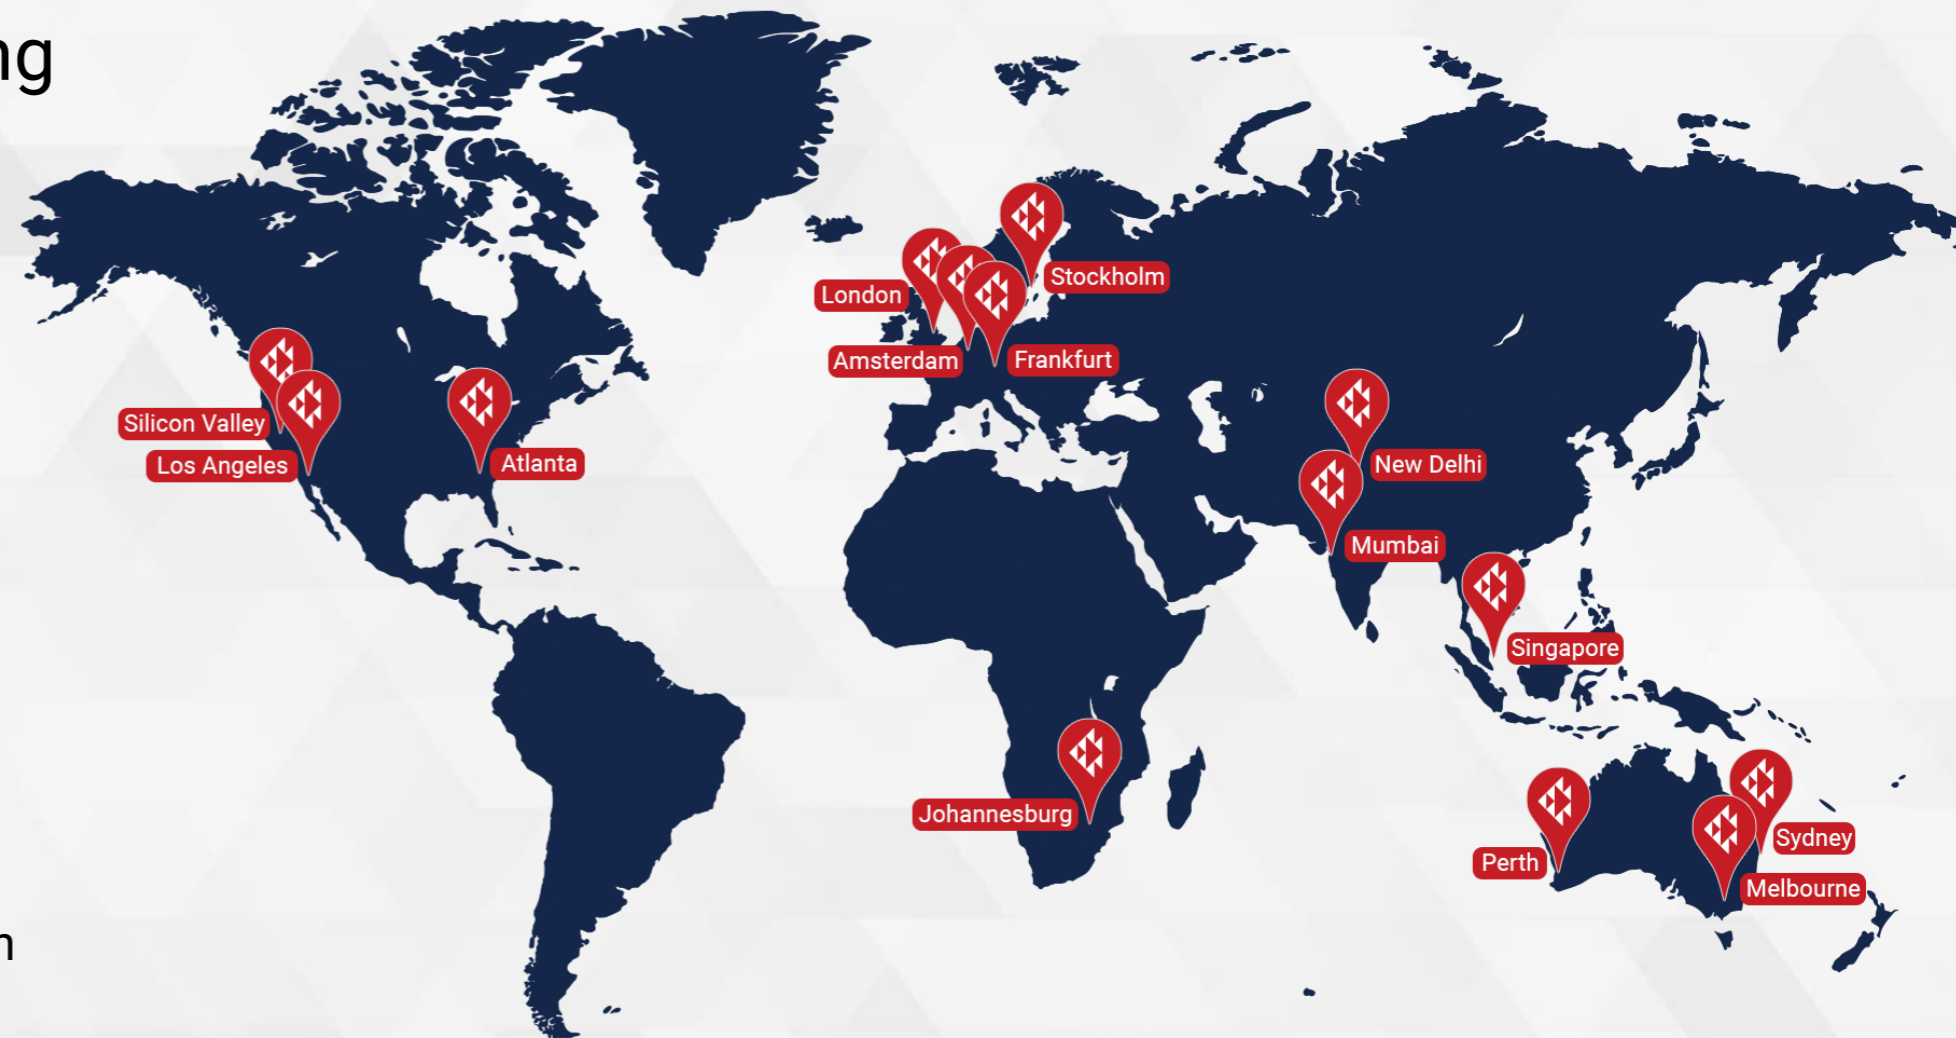 ng
Stockholm
London
Amsterdam
Frankfurt
Silicon Valley
Los Angeles
Atlanta
New Delhi
Mumbai
Singapore
Johannesburg
Perth
Sydney
Melbourne
n